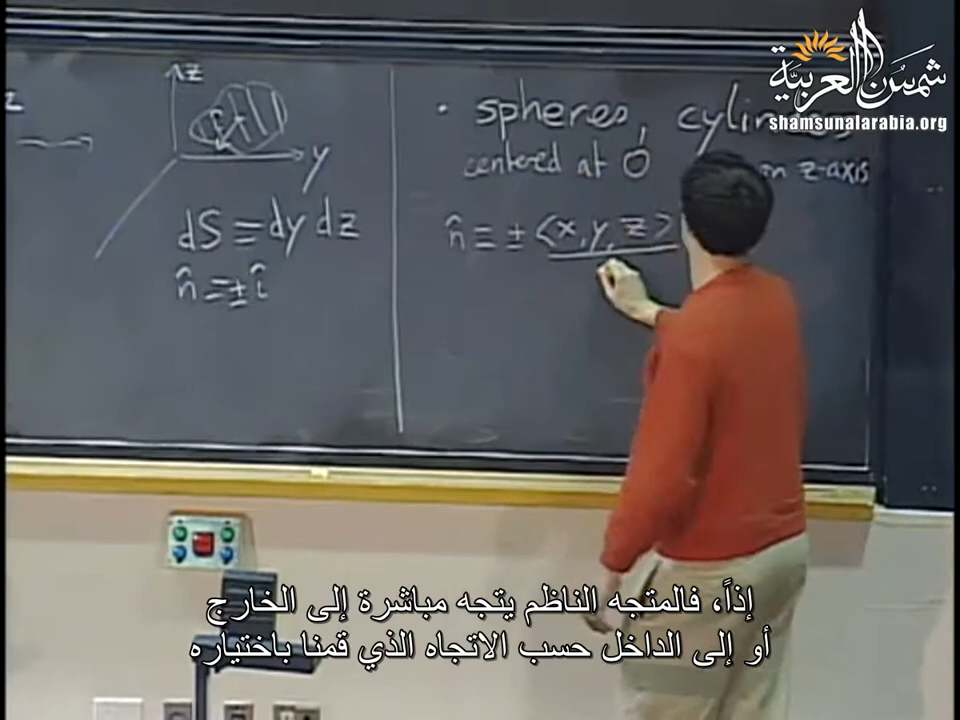 شمس العربية
shamsunalarabia.org
z
y
dS = dy dz
n̂ = ± î
· spheres, cylin
centered at O on z-axis
n̂ = ± <x, y, z>
إذاً، فالمتجه الناظم يتجه مباشرة إلى الخارج
أو إلى الداخل حسب الاتجاه الذي قمنا باختياره